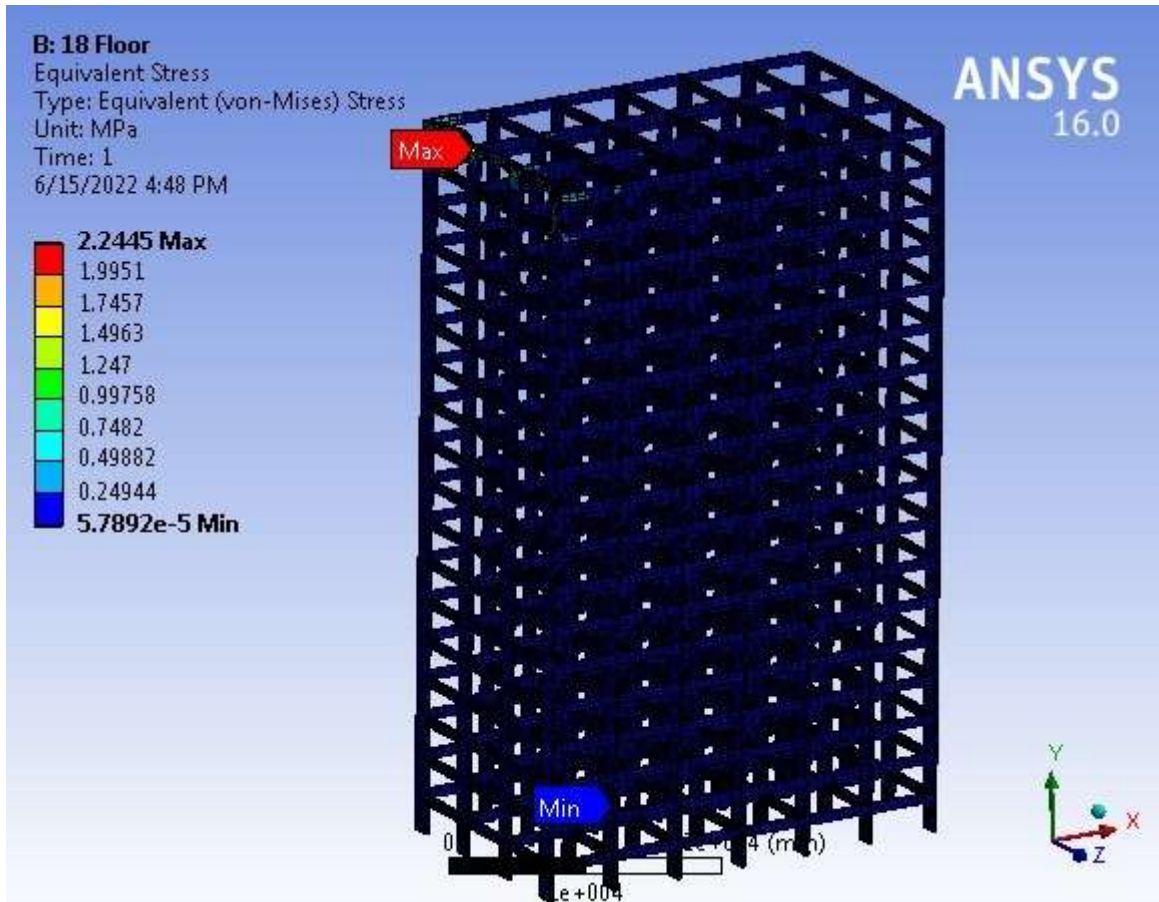 B: 18 Floor
Equivalent Stress
Type: Equivalent (von-Mises) Stress
Unit: MPa
Time: 1
6/15/2022 4:48 PM
ANSYS
16.0
Max
2.2445 Max
1.9951
1.7457
1.4963
1.247
0.99758
0.7482
0.49882
0.24944
5.7892e-5 Min
Min
Y
X
Z